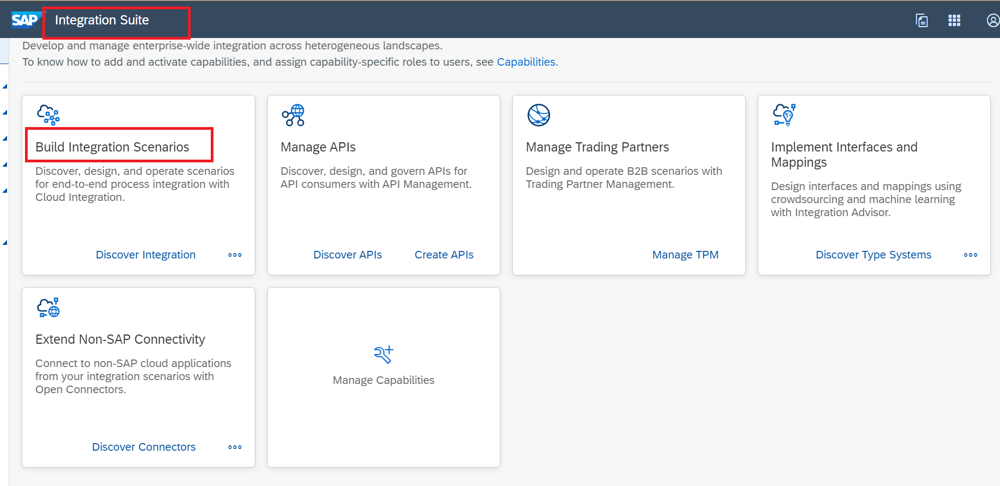 SAP Integration Suite
Develop and manage enterprise-wide integration across heterogeneous landscapes.
To know how to add and activate capabilities, and assign capability-specific roles to users, see Capabilities.
Build Integration Scenarios
Discover, design, and operate scenarios
for end-to-end process integration with
Cloud Integration.
Discover Integration
Manage APIs
Discover, design, and govern APIs for
API consumers with API Management.
Discover APIs Create APIs
Manage Trading Partners
Design and operate B2B scenarios with
Trading Partner Management.
Manage TPM
Implement Interfaces and
Mappings
Design interfaces and mappings using
crowdsourcing and machine learning
with Integration Advisor.
Discover Type Systems
Extend Non-SAP Connectivity
Connect to non-SAP cloud applications
from your integration scenarios with
Open Connectors.
Discover Connectors
Manage Capabilities